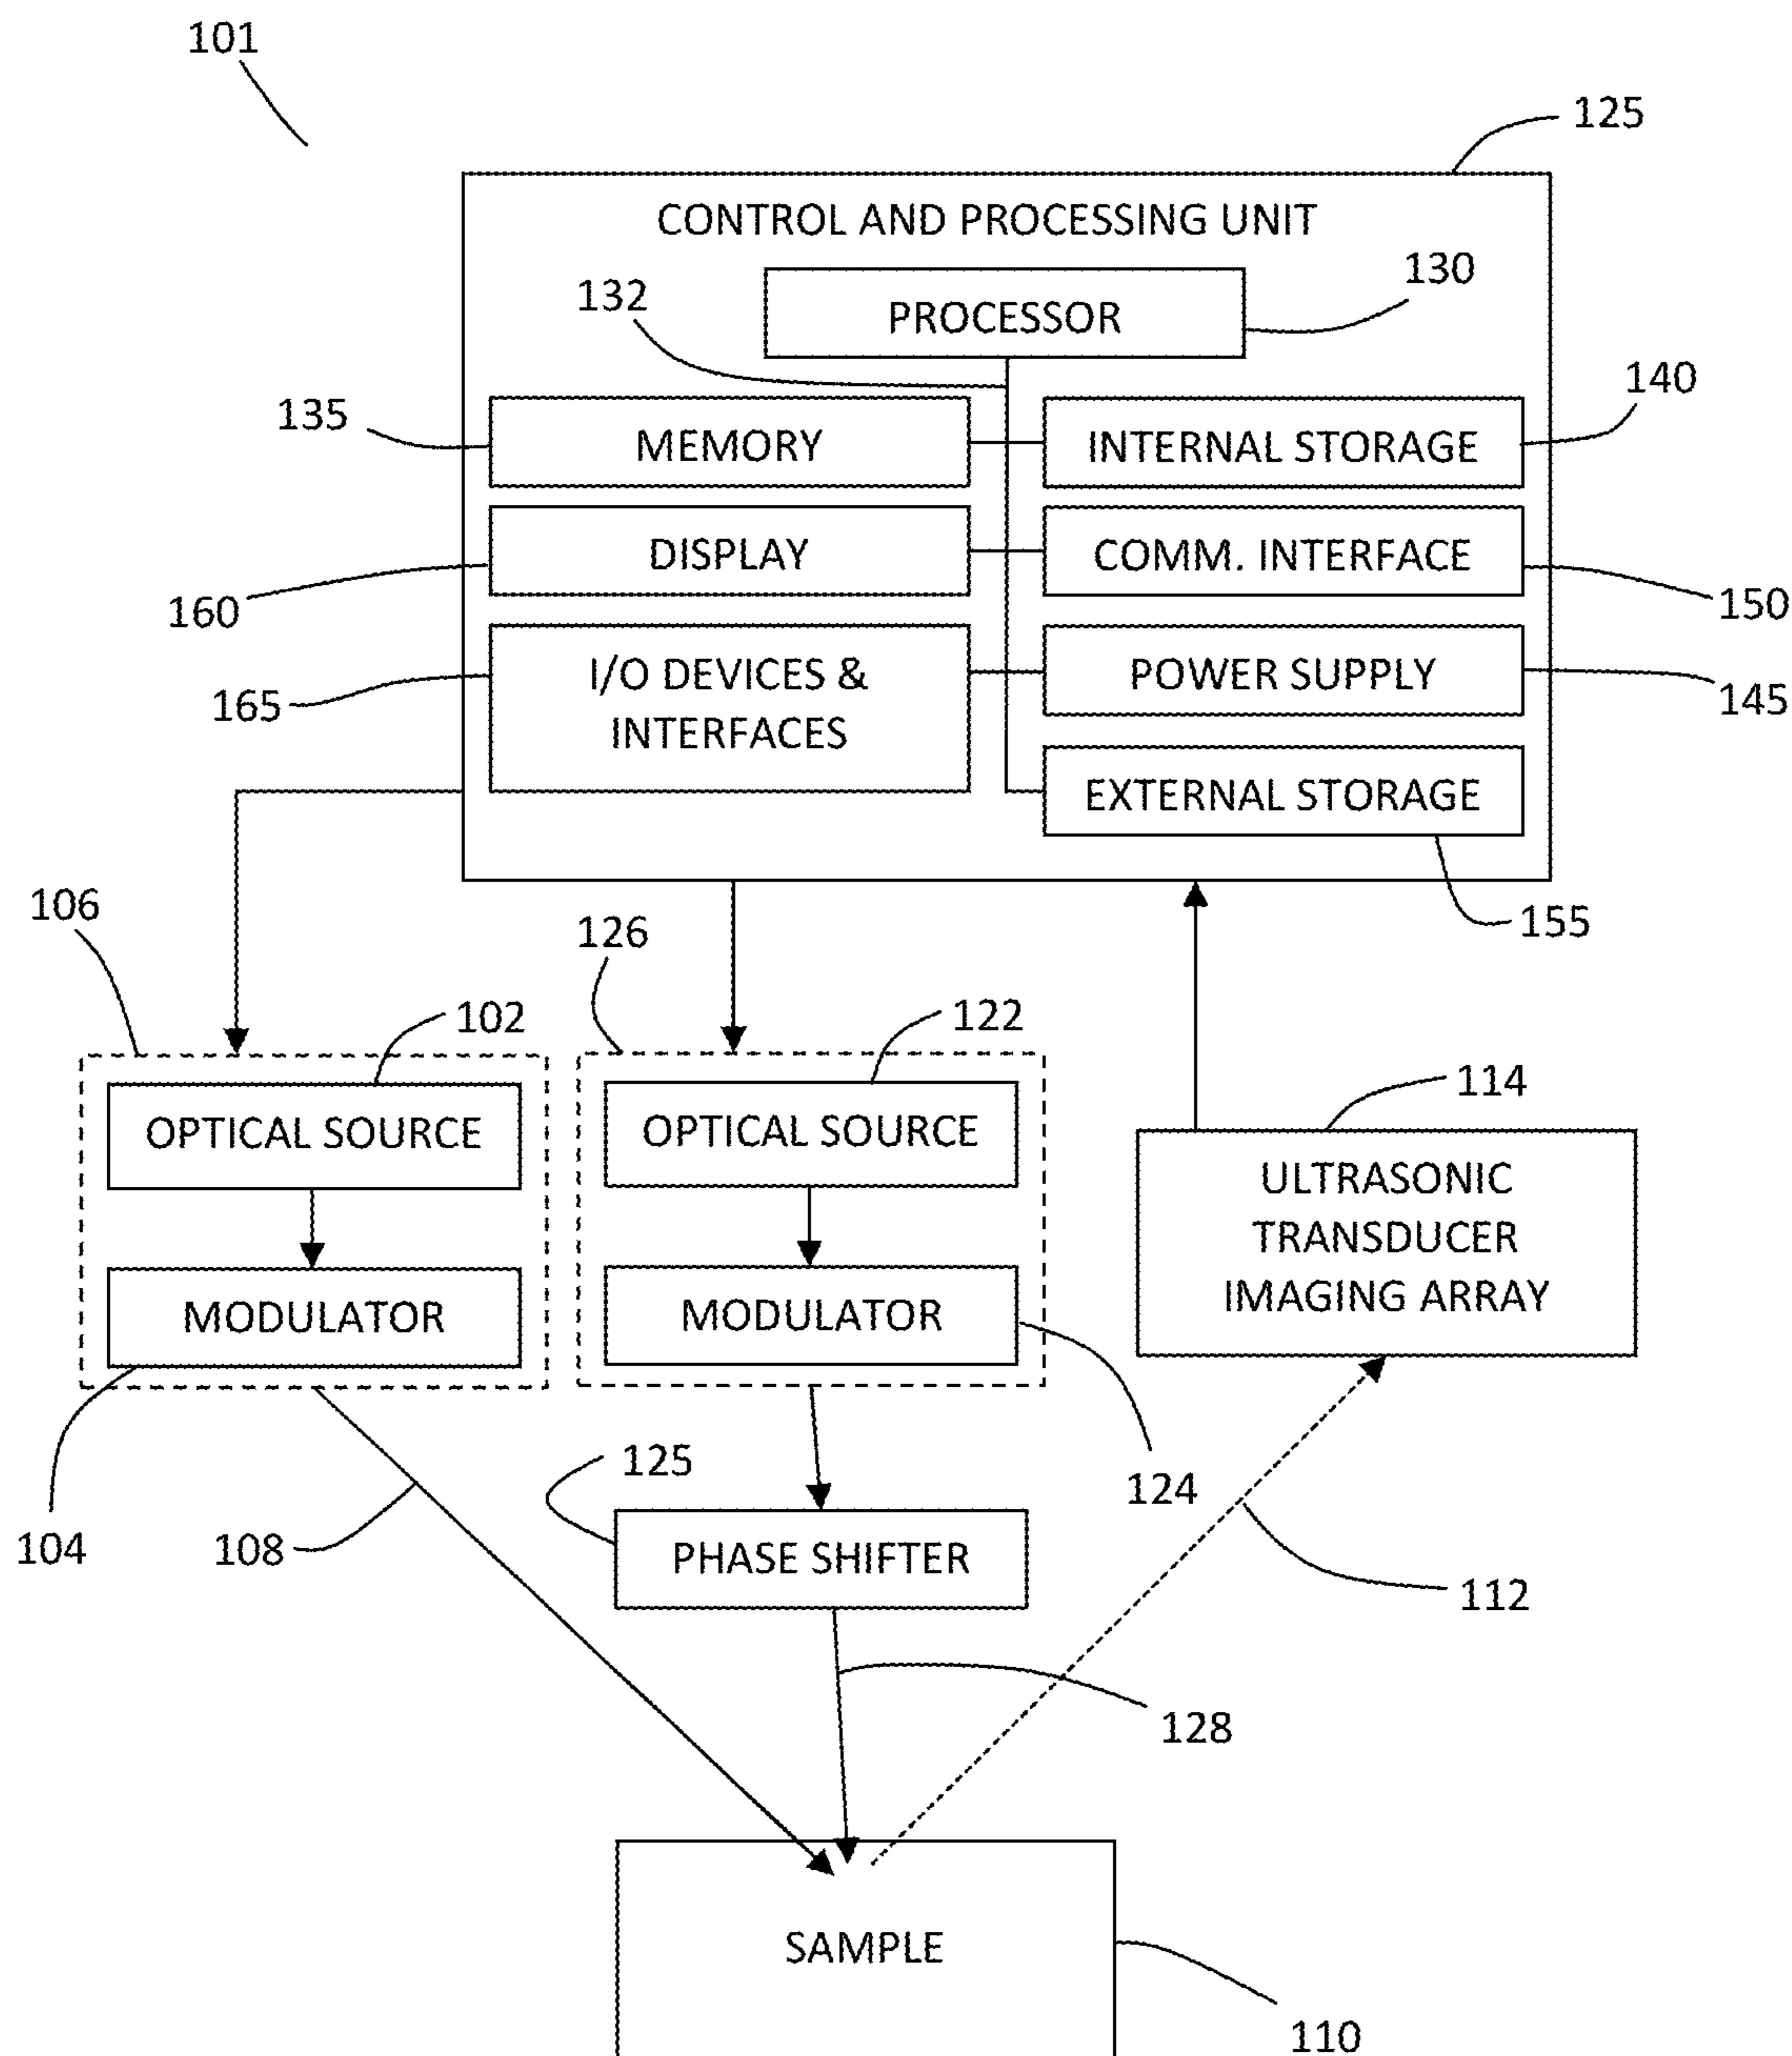 101
125
CONTROL AND PROCESSING UNIT
132
PROCESSOR
130
135
MEMORY
INTERNAL STORAGE
140
DISPLAY
COMM. INTERFACE
160
150
I/O DEVICES &
INTERFACES
POWER SUPPLY
165
145
EXTERNAL STORAGE
155
106
126
102
122
OPTICAL SOURCE
OPTICAL SOURCE
114
ULTRASONIC
TRANSDUCER
IMAGING ARRAY
MODULATOR
MODULATOR
104
108
125
124
PHASE SHIFTER
112
128
SAMPLE
110